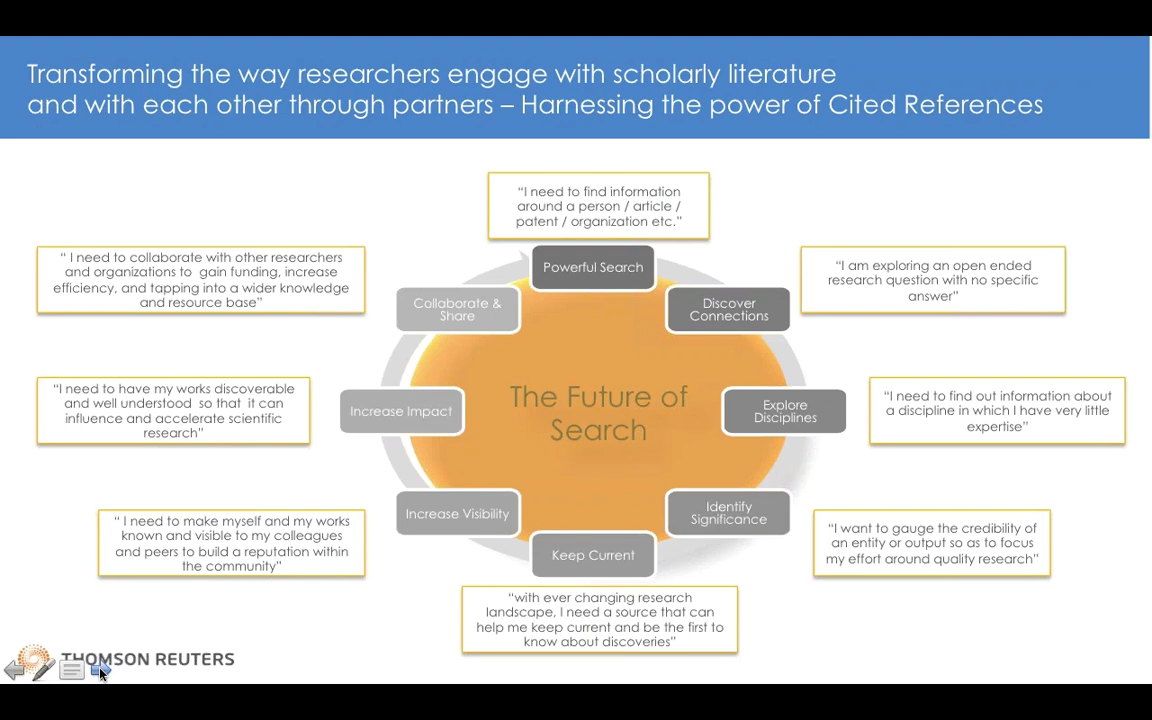 Transforming the way researchers engage with scholarly literature
and with each other through partners – Harnessing the power of Cited References
“I need to find information
around a person / article /
patent / organization etc.”
Powerful Search
“I am exploring an open ended
research question with no specific
answer”
Discover
Connections
“I need to find out information about
a discipline in which I have very little
expertise”
Explore
Disciplines
“I want to gauge the credibility of
an entity or output so as to focus
my effort around quality research”
Identify
Significance
Keep Current
“with ever changing research
landscape, I need a source that can
help me keep current and be the first to
know about discoveries”
Increase Visibility
“ I need to make myself and my works
known and visible to my colleagues
and peers to build a reputation within
the community”
Increase Impact
“I need to have my works discoverable
and well understood so that it can
influence and accelerate scientific
research”
Collaborate &
Share
“ I need to collaborate with other researchers
and organizations to gain funding, increase
efficiency, and tapping into a wider knowledge
and resource base”
The Future of
Search
THOMSON REUTERS